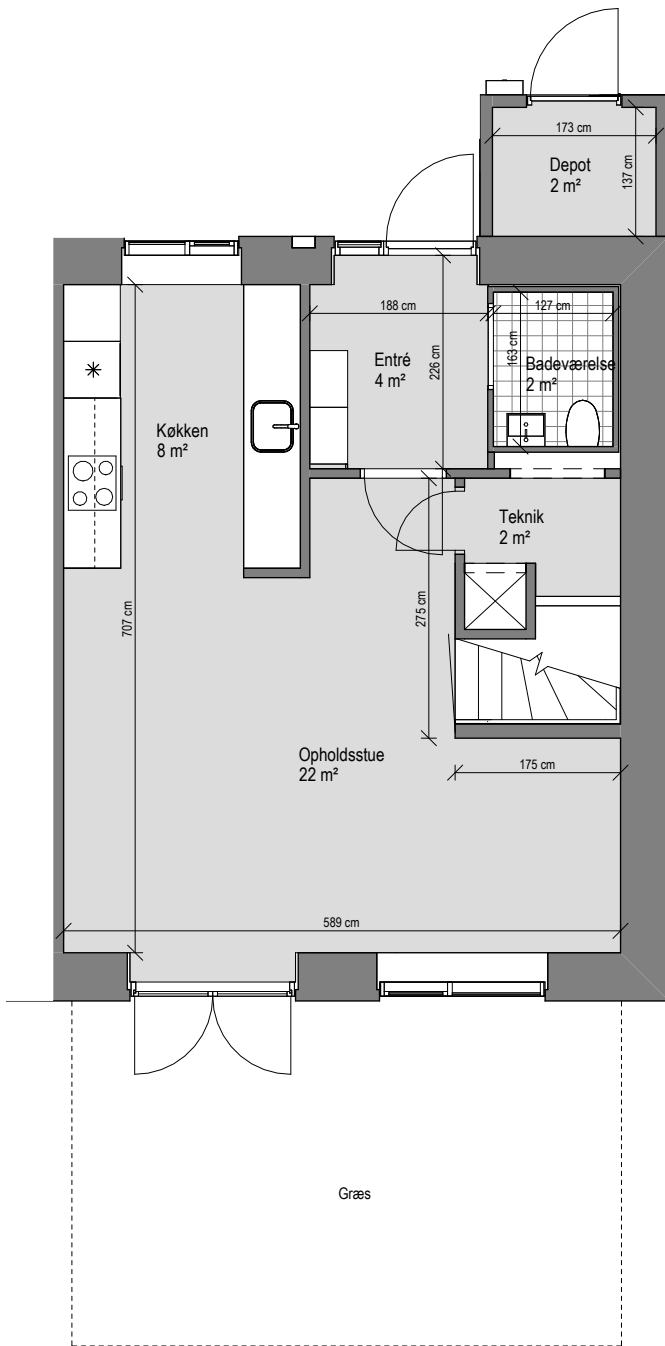 173 cm
Depot
2 m²
137 cm
188 cm
127 cm
Entré
4 m²
226 cm
163 cm
Badeværelse
2 m²
Køkken
8 m²
Teknik
2 m²
707 cm
275 cm
Opholdsstue
22 m²
175 cm
589 cm
Græs